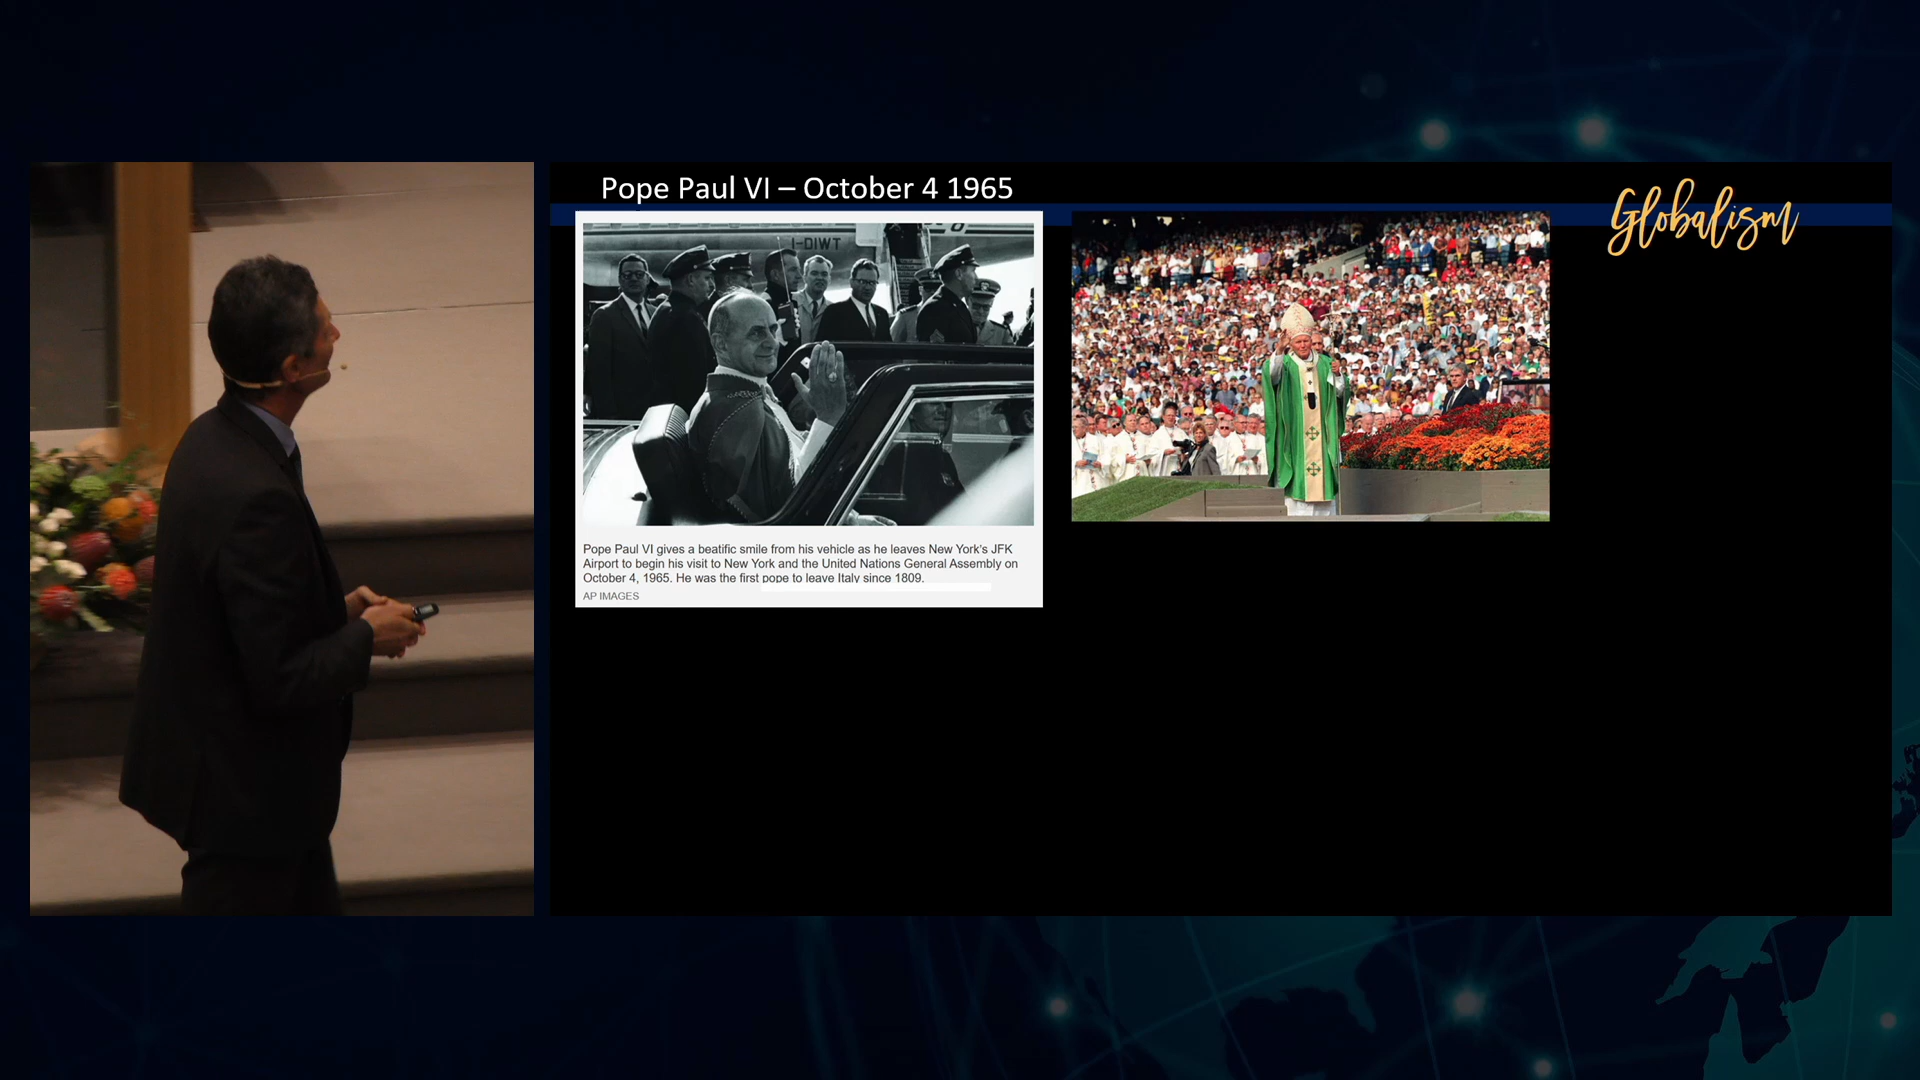 Pope Paul VI – October 4 1965
Globalism
I-DIWT
Pope Paul VI gives a beatific smile from his vehicle as he leaves New York's JFK
Airport to begin his visit to New York and the United Nations General Assembly on
October 4, 1965. He was the first pope to leave Italy since 1809.
AP IMAGES